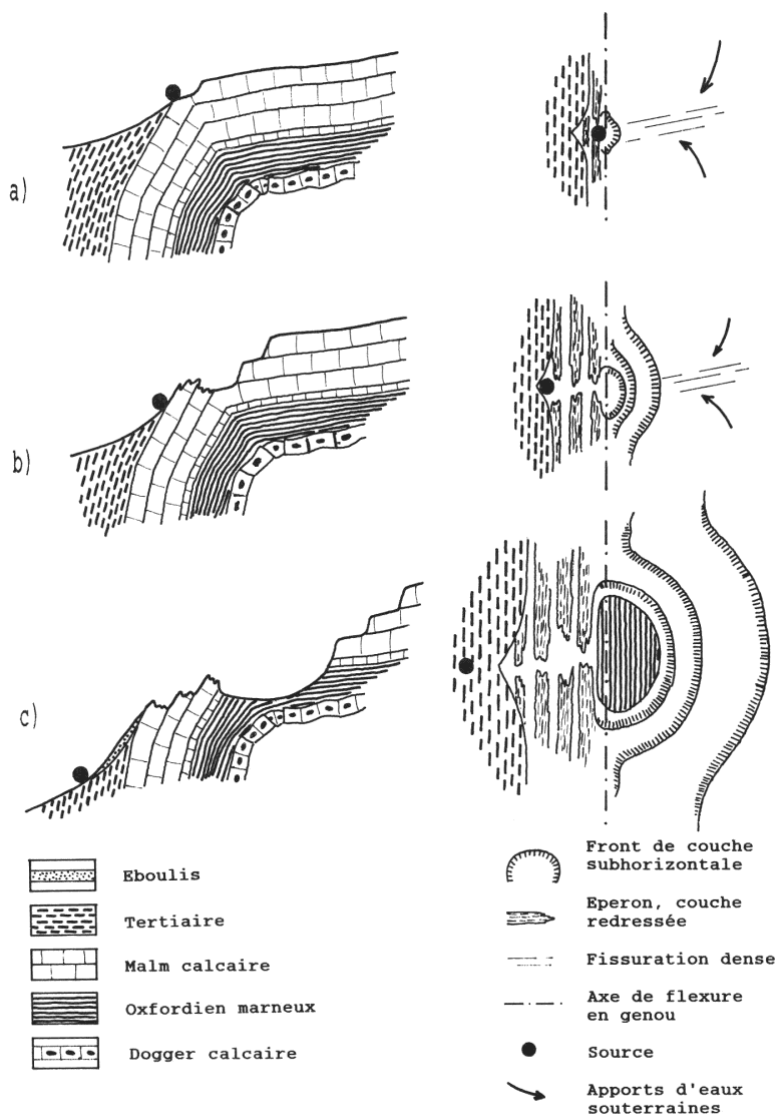 a)
b)
c)
Eboulis
Tertiaire
Malm calcaire
Oxfordien marneux
Dogger calcaire
Front de couche
subhorizontale
Eperon, couche
redressée
Fissuration dense
Axe de flexure
en genou
Source
Apports d'eaux
souterraines